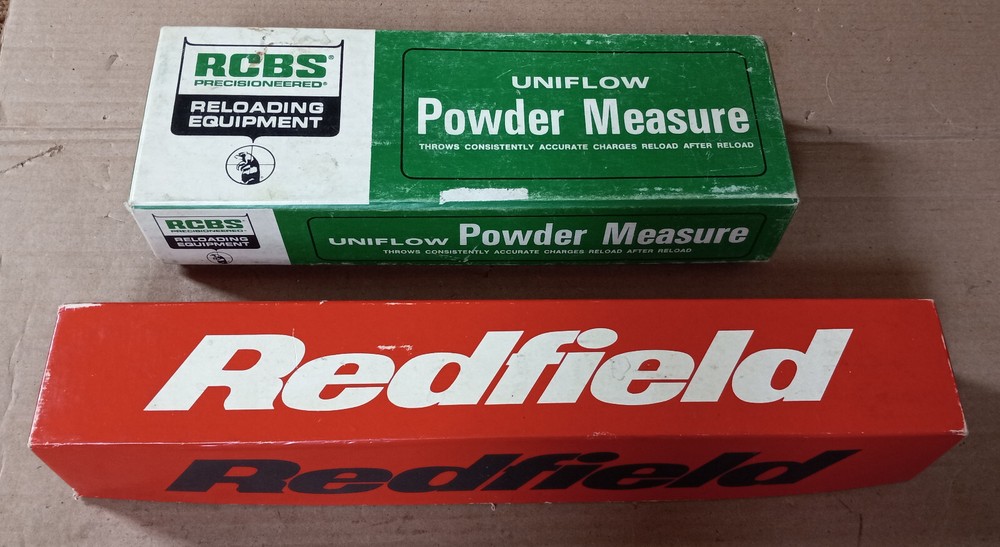 RCBS®
PRECISIONEERED®
RELOADING
EQUIPMENT
UNIFLOW
Powder Measure
THROWS CONSISTENTLY ACCURATE CHARGES RELOAD AFTER RELOAD
RCBS
PRECISIONEERED
RELOADING
EQUIPMENT
UNIFLOW Powder Measure
THROWS CONSISTENTLY ACCURATE CHARGES RELOAD AFTER RELOAD
Redfield
Redfield